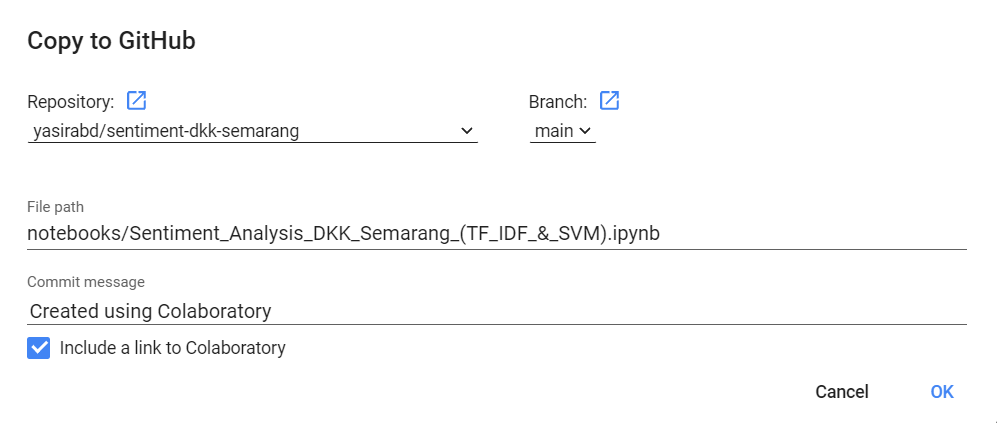 Copy to GitHub
Repository:
Branch:
yasirabd/sentiment-dkk-semarang
main
File path
notebooks/Sentiment_Analysis_DKK_Semarang_(TF_IDF_&_SVM).ipynb
Commit message
Created using Colaboratory
Include a link to Colaboratory
Cancel
OK